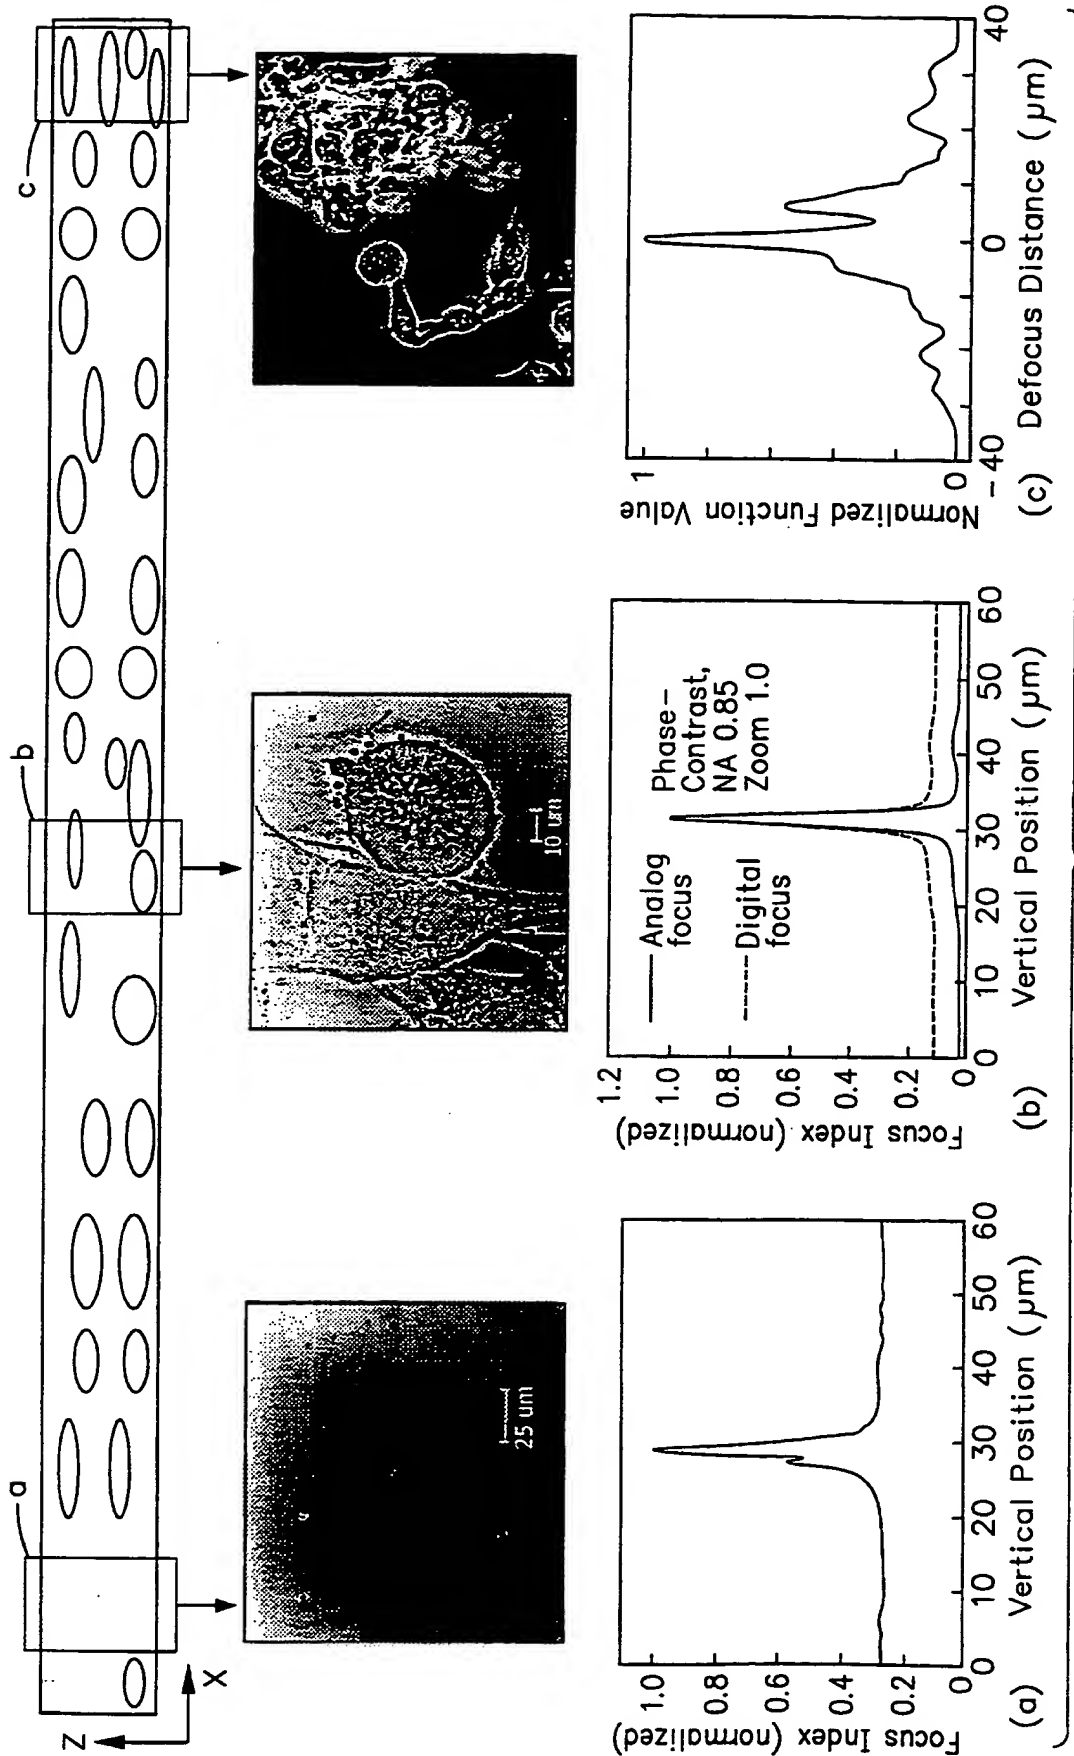 Z
X
a
b
c
25 um
10 um
Focus Index (normalized)
1.0
0.8
0.6
0.4
0.2
0
0 10 20 30 40 50 60
Vertical Position (µm)
(a)
Focus Index (normalized)
1.2
1.0
0.8
0.6
0.4
0.2
0
Analog
focus
Digital
focus
Phase-
Contrast,
NA 0.85
Zoom 1.0
0 10 20 30 40 50 60
Vertical Position (µm)
(b)
Normalized Function Value
1
0
-40 0 40
Defocus Distance (µm)
(c)